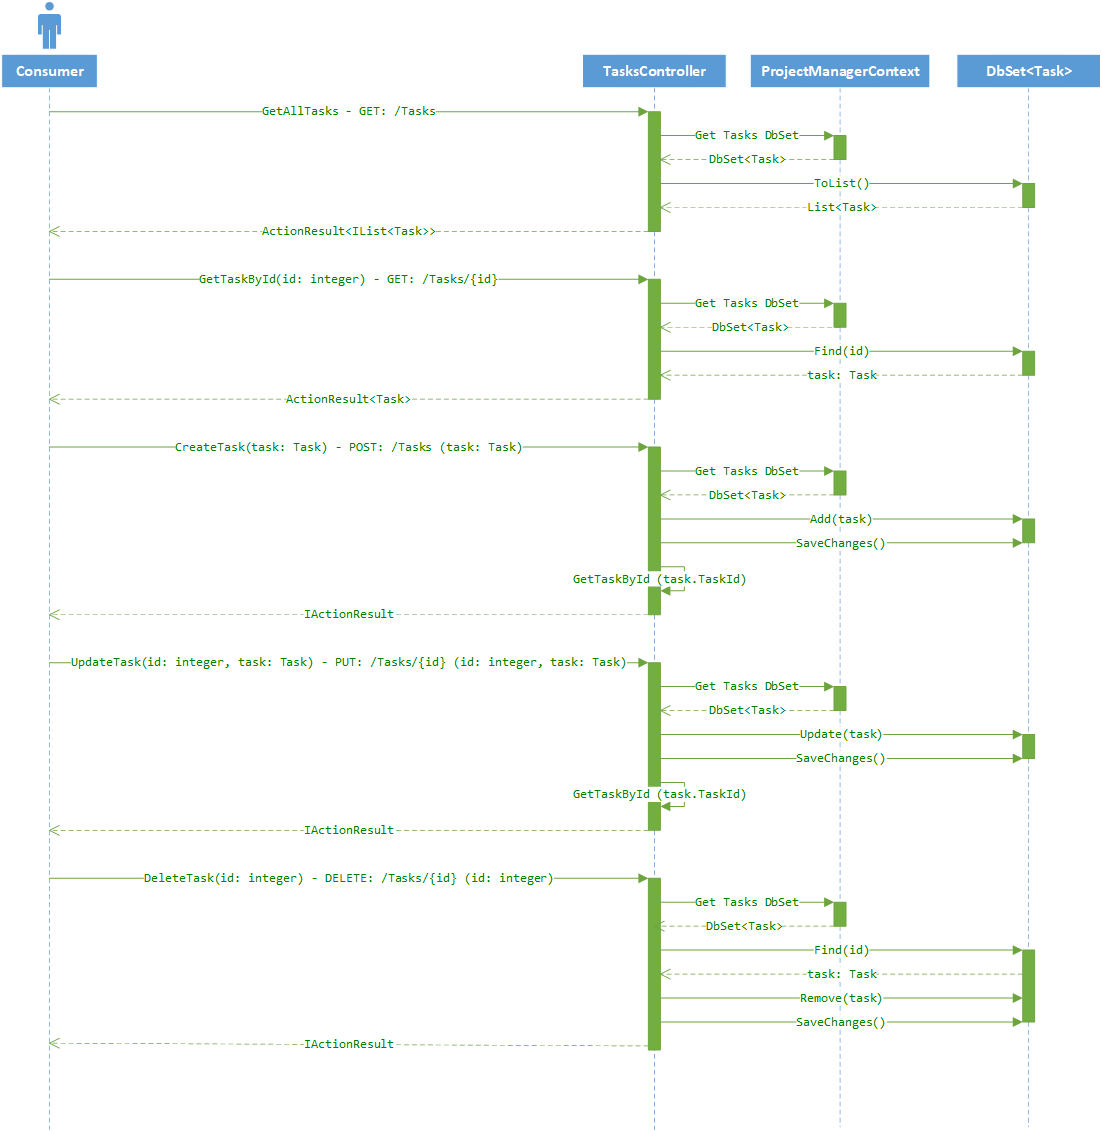 Consumer
TasksController
ProjectManagerContext
DbSet<Task>
GetAllTasks - GET: /Tasks
Get Tasks DbSet
DbSet<Task>
ToList()
List<Task>
ActionResult<IList<Task>>
GetTaskById(id: integer) - GET: /Tasks/{id}
Get Tasks DbSet
DbSet<Task>
Find(id)
task: Task
ActionResult<Task>
CreateTask(task: Task) - POST: /Tasks (task: Task)
Get Tasks DbSet
DbSet<Task>
Add(task)
SaveChanges()
GetTaskById (task.TaskId)
IActionResult
UpdateTask(id: integer, task: Task) - PUT: /Tasks/{id} (id: integer, task: Task)
Get Tasks DbSet
DbSet<Task>
Update(task)
SaveChanges()
GetTaskById (task.TaskId)
IActionResult
DeleteTask(id: integer) - DELETE: /Tasks/{id} (id: integer)
Get Tasks DbSet
DbSet<Task>
Find(id)
task: Task
Remove(task)
SaveChanges()
IActionResult